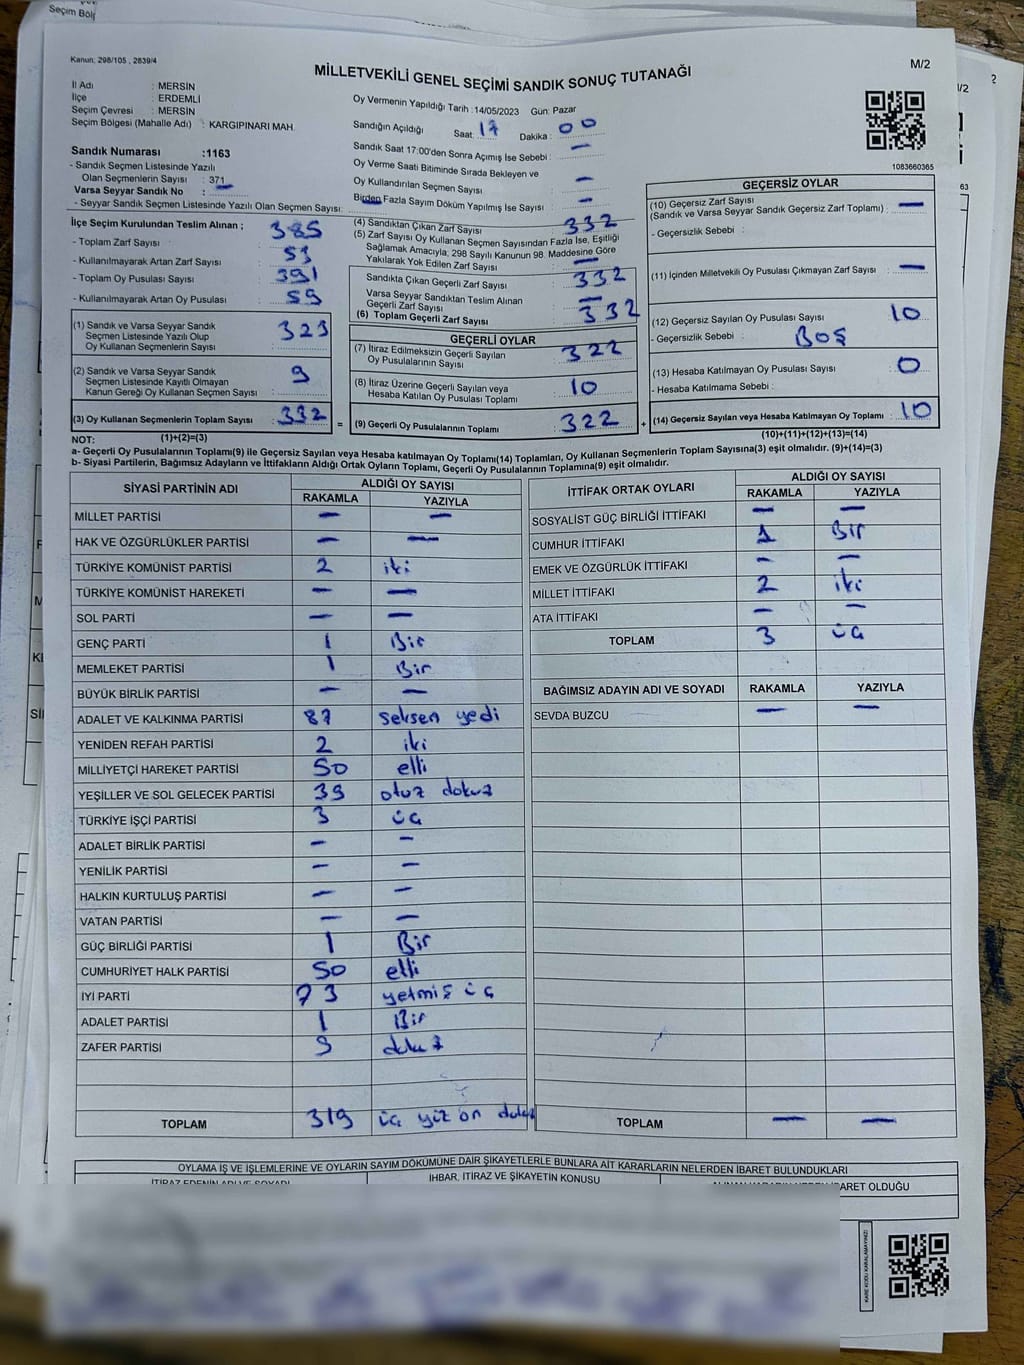 Seçim Böl
Kanun; 298/105 , 2839/4
MİLLETVEKİLİ GENEL SEÇİMİ SANDIK SONUÇ TUTANAĞI
M/2
İl Adı : MERSİN
İlçe : ERDEMLİ
Seçim Çevresi : MERSİN
Seçim Bölgesi (Mahalle Adı) : KARGIPINARI MAH.
Sandık Numarası :1163
- Sandık Seçmen Listesinde Yazılı
Olan Seçmenlerin Sayısı : 371
Varsa Seyyar Sandık No : —
- Seyyar Sandık Seçmen Listesinde Yazılı Olan Seçmen Sayısı: —
Oy Vermenin Yapıldığı Tarih :14/05/2023 Gün: Pazar
Sandığın Açıldığı Saat: 17 Dakika : 00
Sandık Saat 17:00'den Sonra Açımış İse Sebebi : —
Oy Verme Saati Bitiminde Sırada Bekleyen ve
Oy Kullandırılan Seçmen Sayısı : —
Birden Fazla Sayım Döküm Yapılmış İse Sayısı : —
1083660365
İlçe Seçim Kurulundan Teslim Alınan ;
- Toplam Zarf Sayısı : 385
- Kullanılmayarak Artan Zarf Sayısı : 53
- Toplam Oy Pusulası Sayısı : 391
- Kullanılmayarak Artan Oy Pusulası : 59
(1) Sandık ve Varsa Seyyar Sandık
Seçmen Listesinde Yazılı Olup
Oy Kullanan Seçmenlerin Sayısı : 323
(2) Sandık ve Varsa Seyyar Sandık
Seçmen Listesinde Kayıtlı Olmayan
Kanun Gereği Oy Kullanan Seçmen Sayısı : 9
(3) Oy Kullanan Seçmenlerin Toplam Sayısı : 332
(1)+(2)=(3)
(4) Sandıktan Çıkan Zarf Sayısı : 332
(5) Zarf Sayısı Oy Kullanan Seçmen Sayısından Fazla İse, Eşitliği
Sağlamak Amacıyla, 298 Sayılı Kanunun 98. Maddesine Göre
Yakılarak Yok Edilen Zarf Sayısı : —
Sandıkta Çıkan Geçerli Zarf Sayısı : 332
Varsa Seyyar Sandıktan Teslim Alınan
Geçerli Zarf Sayısı : —
(6) Toplam Geçerli Zarf Sayısı : 332
GEÇERLİ OYLAR
(7) İtiraz Edilmeksizin Geçerli Sayılan
Oy Pusulalarının Sayısı : 322
(8) İtiraz Üzerine Geçerli Sayılan veya
Hesaba Katılan Oy Pusulası Toplamı : 10
= (9) Geçerli Oy Pusulalarının Toplamı : 322
GEÇERSİZ OYLAR
(10) Geçersiz Zarf Sayısı
(Sandık ve Varsa Seyyar Sandık Geçersiz Zarf Toplamı) : —
- Geçersizlik Sebebi :
(11) İçinden Milletvekili Oy Pusulası Çıkmayan Zarf Sayısı : —
(12) Geçersiz Sayılan Oy Pusulası Sayısı : 10
- Geçersizlik Sebebi : BOŞ
(13) Hesaba Katılmayan Oy Pusulası Sayısı : 0
- Hesaba Katılmama Sebebi :
+ (14) Geçersiz Sayılan veya Hesaba Katılmayan Oy Toplamı : 10
(10)+(11)+(12)+(13)=(14)
NOT:
a- Geçerli Oy Pusulalarının Toplamı(9) ile Geçersiz Sayılan veya Hesaba katılmayan Oy Toplamı(14) Toplamları, Oy Kullanan Seçmenlerin Toplam Sayısına(3) eşit olmalıdır. (9)+(14)=(3)
b- Siyasi Partilerin, Bağımsız Adayların ve İttifakların Aldığı Ortak Oyların Toplamı, Geçerli Oy Pusulalarının Toplamına(9) eşit olmalıdır.
SİYASİ PARTİNİN ADI ALDIĞI OY SAYISI
RAKAMLA YAZIYLA
MİLLET PARTİSİ — —
HAK VE ÖZGÜRLÜKLER PARTİSİ — —
TÜRKİYE KOMÜNİST PARTİSİ 2 iki
TÜRKİYE KOMÜNİST HAREKETİ — —
SOL PARTİ — —
GENÇ PARTİ 1 Bir
MEMLEKET PARTİSİ 1 Bir
BÜYÜK BİRLİK PARTİSİ — —
ADALET VE KALKINMA PARTİSİ 87 seksen yedi
YENİDEN REFAH PARTİSİ 2 iki
MİLLİYETÇİ HAREKET PARTİSİ 50 elli
YEŞİLLER VE SOL GELECEK PARTİSİ 39 otuz dokuz
TÜRKİYE İŞÇİ PARTİSİ 3 üç
ADALET BİRLİK PARTİSİ — —
YENİLİK PARTİSİ — —
HALKIN KURTULUŞ PARTİSİ — —
VATAN PARTİSİ — —
GÜÇ BİRLİĞİ PARTİSİ 1 Bir
CUMHURİYET HALK PARTİSİ 50 elli
İYİ PARTİ 73 yetmiş üç
ADALET PARTİSİ 1 Bir
ZAFER PARTİSİ 9 dokuz
TOPLAM 319 üç yüz on dokuz
İTTİFAK ORTAK OYLARI ALDIĞI OY SAYISI
RAKAMLA YAZIYLA
SOSYALİST GÜÇ BİRLİĞİ İTTİFAKI — —
CUMHUR İTTİFAKI 1 Bir
EMEK VE ÖZGÜRLÜK İTTİFAKI — —
MİLLET İTTİFAKI 2 iki
ATA İTTİFAKI — —
TOPLAM 3 üç
BAĞIMSIZ ADAYIN ADI VE SOYADI RAKAMLA YAZIYLA
SEVDA BUZCU — —
TOPLAM — —
OYLAMA İŞ VE İŞLEMLERİNE VE OYLARIN SAYIM DÖKÜMÜNE DAİR ŞİKAYETLERLE BUNLARA AİT KARARLARIN NELERDEN İBARET BULUNDUKLARI
İTİRAZ EDENİN ADI VE SOYADI İHBAR, İTİRAZ VE ŞİKAYETİN KONUSU İBARET OLDUĞU
KARE KODU KARALAMAYINIZ!